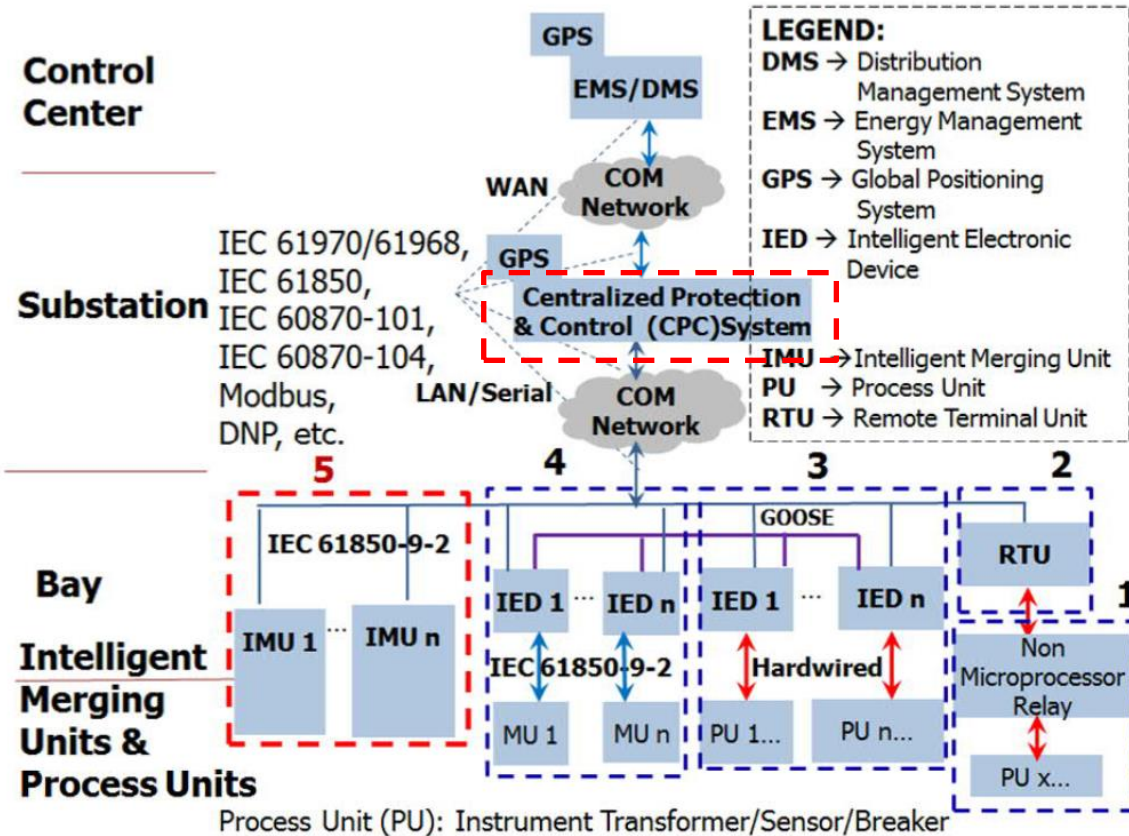 Control
Center
GPS
EMS/DMS
WAN
COM
Network
LEGEND:
DMS → Distribution
Management System
EMS → Energy Management
System
GPS → Global Positioning
System
IED → Intelligent Electronic
Device
IMU →Intelligent Merging Unit
PU → Process Unit
RTU → Remote Terminal Unit
Substation
IEC 61970/61968,
IEC 61850,
IEC 60870-101,
IEC 60870-104,
Modbus,
DNP, etc.
GPS
Centralized Protection
& Control (CPC)System
LAN/Serial
COM
Network
5
4
3
2
1
Bay
Intelligent
Merging
Units &
Process Units
IEC 61850-9-2
IMU 1
...
IMU n
GOOSE
IED 1
...
IED n
IEC 61850-9-2
MU 1
MU n
IED 1
...
IED n
Hardwired
PU 1...
PU n...
RTU
Non
Microprocessor
Relay
PU x...
Process Unit (PU): Instrument Transformer/Sensor/Breaker